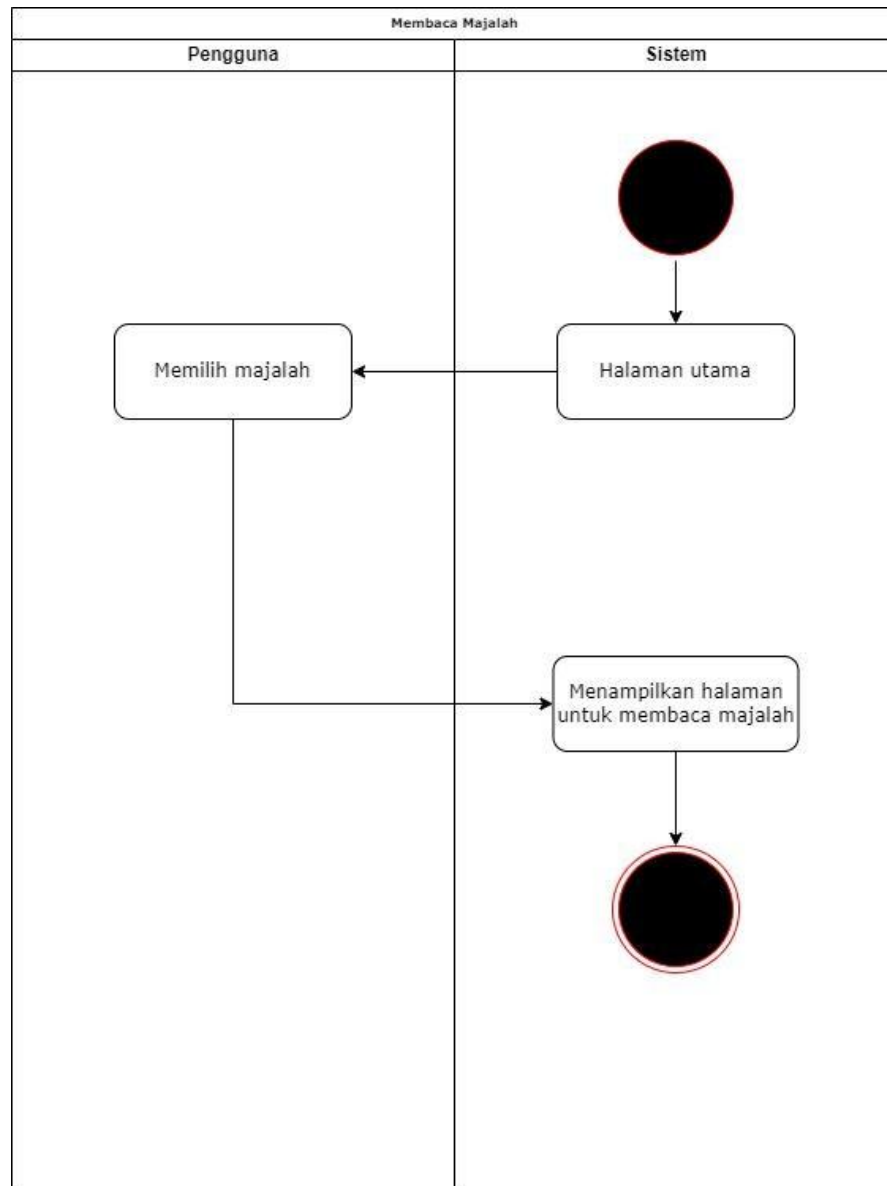 Membaca Majalah
Pengguna
Sistem
Halaman utama
Memilih majalah
Menampilkan halaman
untuk membaca majalah